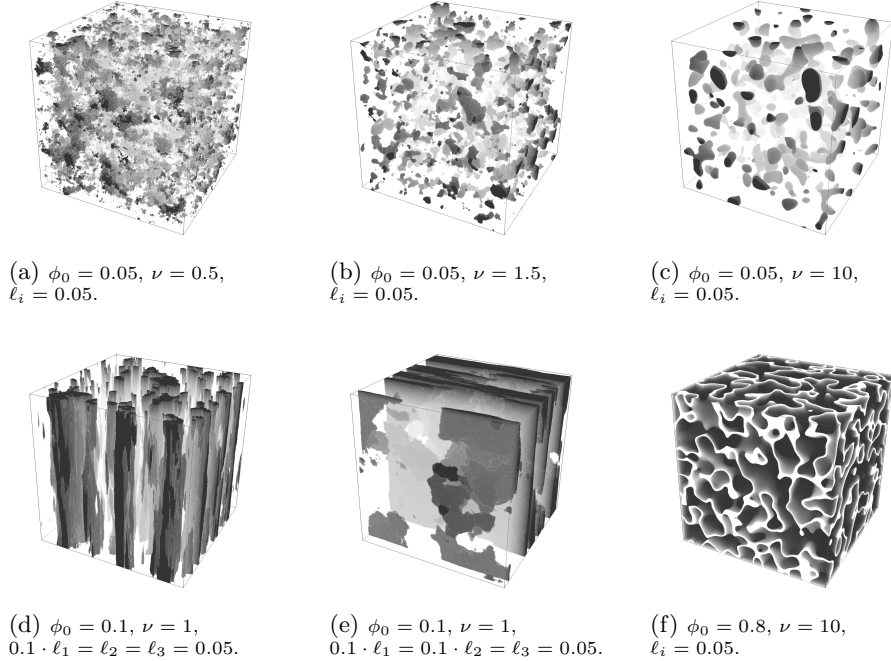 (a) ϕ₀ = 0.05, ν = 0.5,
ℓᵢ = 0.05.
(b) ϕ₀ = 0.05, ν = 1.5,
ℓᵢ = 0.05.
(c) ϕ₀ = 0.05, ν = 10,
ℓᵢ = 0.05.
(d) ϕ₀ = 0.1, ν = 1,
0.1 · ℓ₁ = ℓ₂ = ℓ₃ = 0.05.
(e) ϕ₀ = 0.1, ν = 1,
0.1 · ℓ₁ = 0.1 · ℓ₂ = ℓ₃ = 0.05.
(f) ϕ₀ = 0.8, ν = 10,
ℓᵢ = 0.05.